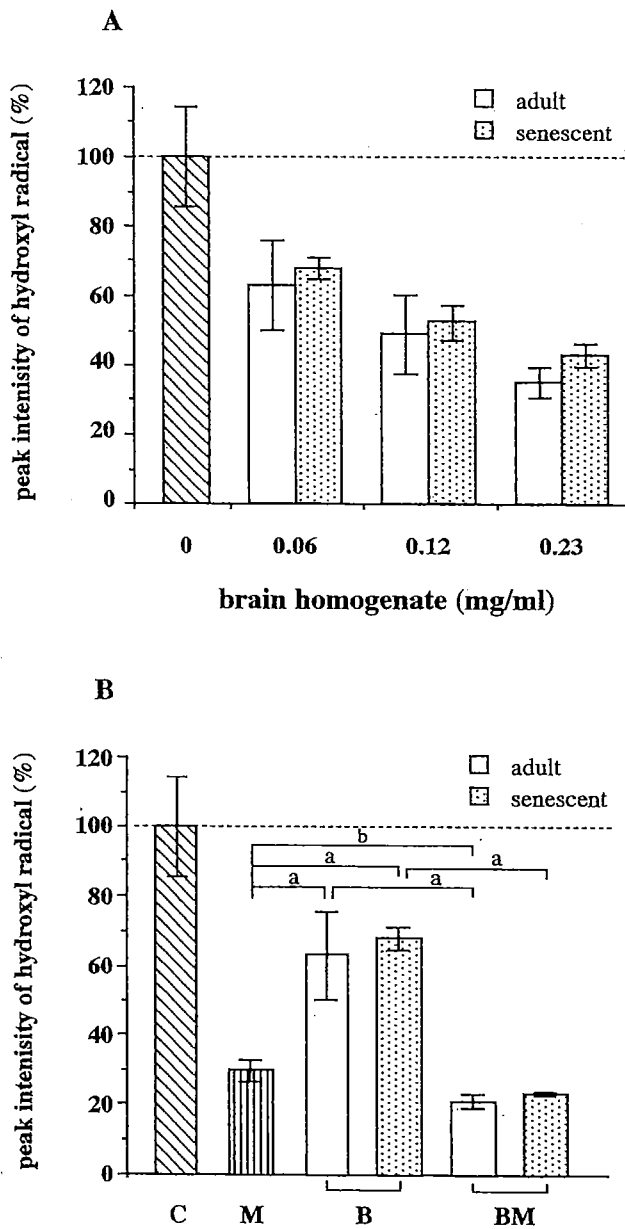 A
peak intenisity of hydroxyl radical (%)
120
100
80
60
40
20
0
adult
senescent
0 0.06 0.12 0.23
brain homogenate (mg/ml)
B
peak intenisity of hydroxyl radical (%)
120
100
80
60
40
20
0
adult
senescent
b
a a
a a
C M B BM